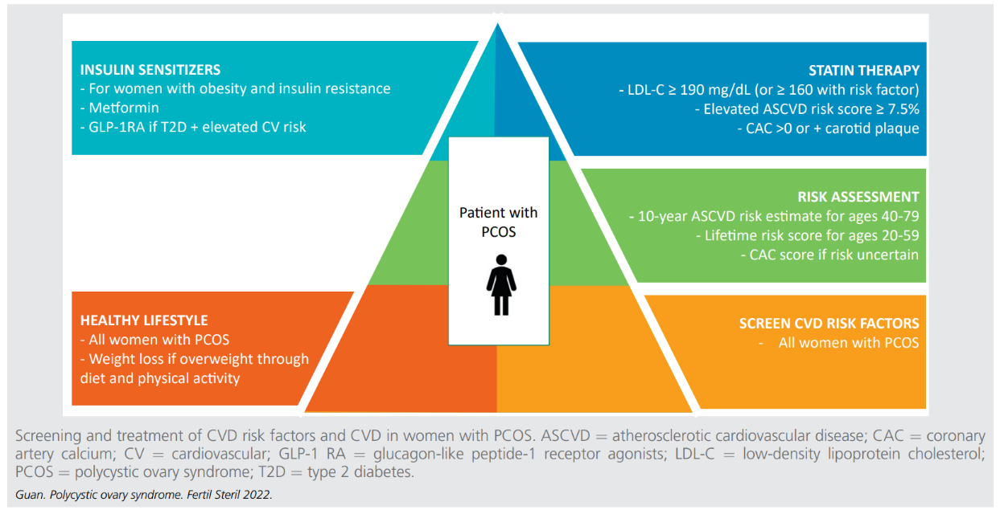 INSULIN SENSITIZERS
- For women with obesity and insulin resistance
- Metformin
- GLP-1RA if T2D + elevated CV risk
STATIN THERAPY
- LDL-C ≥ 190 mg/dL (or ≥ 160 with risk factor)
- Elevated ASCVD risk score ≥ 7.5%
- CAC >0 or + carotid plaque
Patient with
PCOS
RISK ASSESSMENT
- 10-year ASCVD risk estimate for ages 40-79
- Lifetime risk score for ages 20-59
- CAC score if risk uncertain
HEALTHY LIFESTYLE
- All women with PCOS
- Weight loss if overweight through
diet and physical activity
SCREEN CVD RISK FACTORS
- All women with PCOS
Screening and treatment of CVD risk factors and CVD in women with PCOS. ASCVD = atherosclerotic cardiovascular disease; CAC = coronary
artery calcium; CV = cardiovascular; GLP-1 RA = glucagon-like peptide-1 receptor agonists; LDL-C = low-density lipoprotein cholesterol;
PCOS = polycystic ovary syndrome; T2D = type 2 diabetes.
Guan. Polycystic ovary syndrome. Fertil Steril 2022.